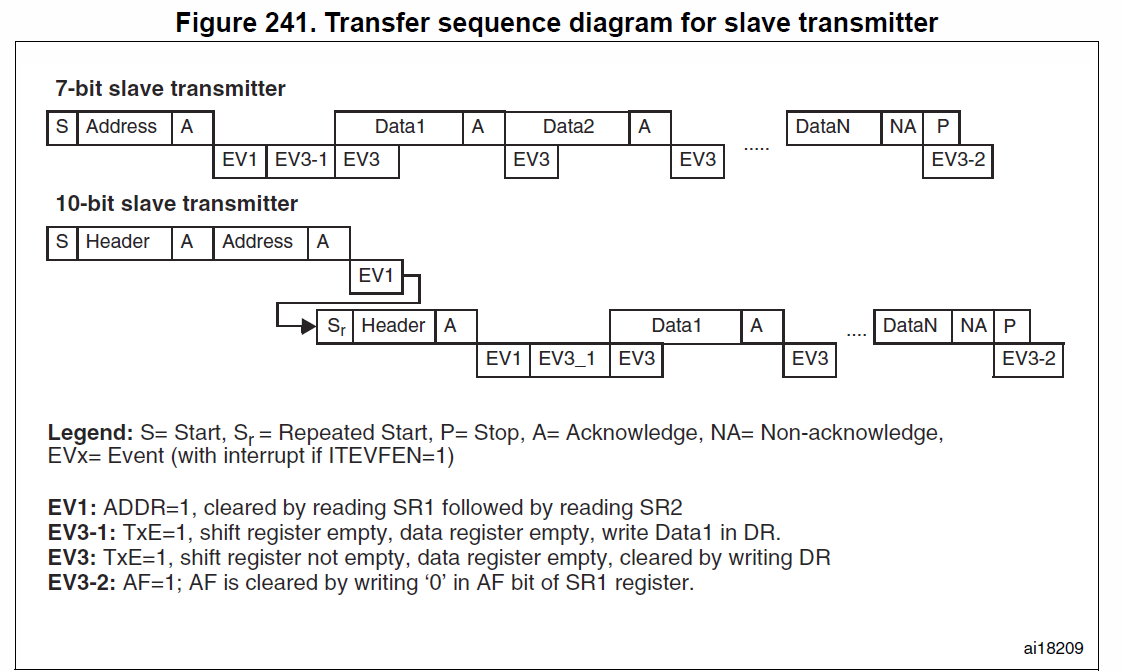 Figure 241. Transfer sequence diagram for slave transmitter
7-bit slave transmitter
S Address A Data1 A Data2 A ..... DataN NA P
EV1 EV3-1 EV3 EV3 EV3 EV3-2
10-bit slave transmitter
S Header A Address A
EV1
Sr Header A Data1 A .... DataN NA P
EV1 EV3_1 EV3 EV3 EV3-2
Legend: S= Start, Sr = Repeated Start, P= Stop, A= Acknowledge, NA= Non-acknowledge,
EVx= Event (with interrupt if ITEVFEN=1)
EV1: ADDR=1, cleared by reading SR1 followed by reading SR2
EV3-1: TxE=1, shift register empty, data register empty, write Data1 in DR.
EV3: TxE=1, shift register not empty, data register empty, cleared by writing DR
EV3-2: AF=1; AF is cleared by writing ‘0’ in AF bit of SR1 register.
ai18209